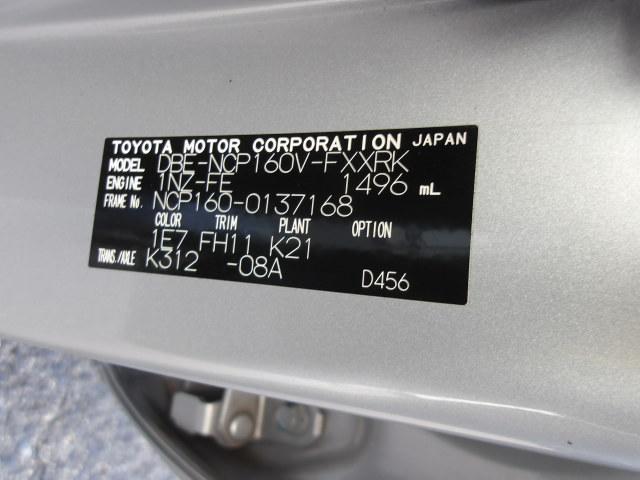 TOYOTA MOTOR CORPORATION JAPAN
MODEL DBE-NCP160V-FXXRK
ENGINE 1NZ-FE 1496 mL
FRAME No. NCP160-0137168
COLOR TRIM PLANT OPTION
1E7 FH11 K21
TRANS./AXLE K312 -08A
D456